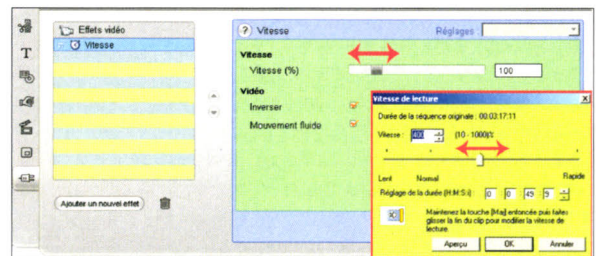 Effets vidéo
Vitesse
Ajouter un nouvel effet
? Vitesse
Réglages :
Vitesse
Vitesse (%)
100
Vidéo
Inverser
Mouvement fluide
Vitesse de lecture
X
Durée de la séquence originale : 00:03:17:11
Vitesse : 400 (10 - 1000)%
Lent Normal Rapide
Réglage de la durée (H:M:S:i) : 0 0 49 9
Maintenez la touche [Maj] enfoncée puis faites
glisser la fin du clip pour modifier la vitesse de
lecture.
Aperçu OK Annuler
T